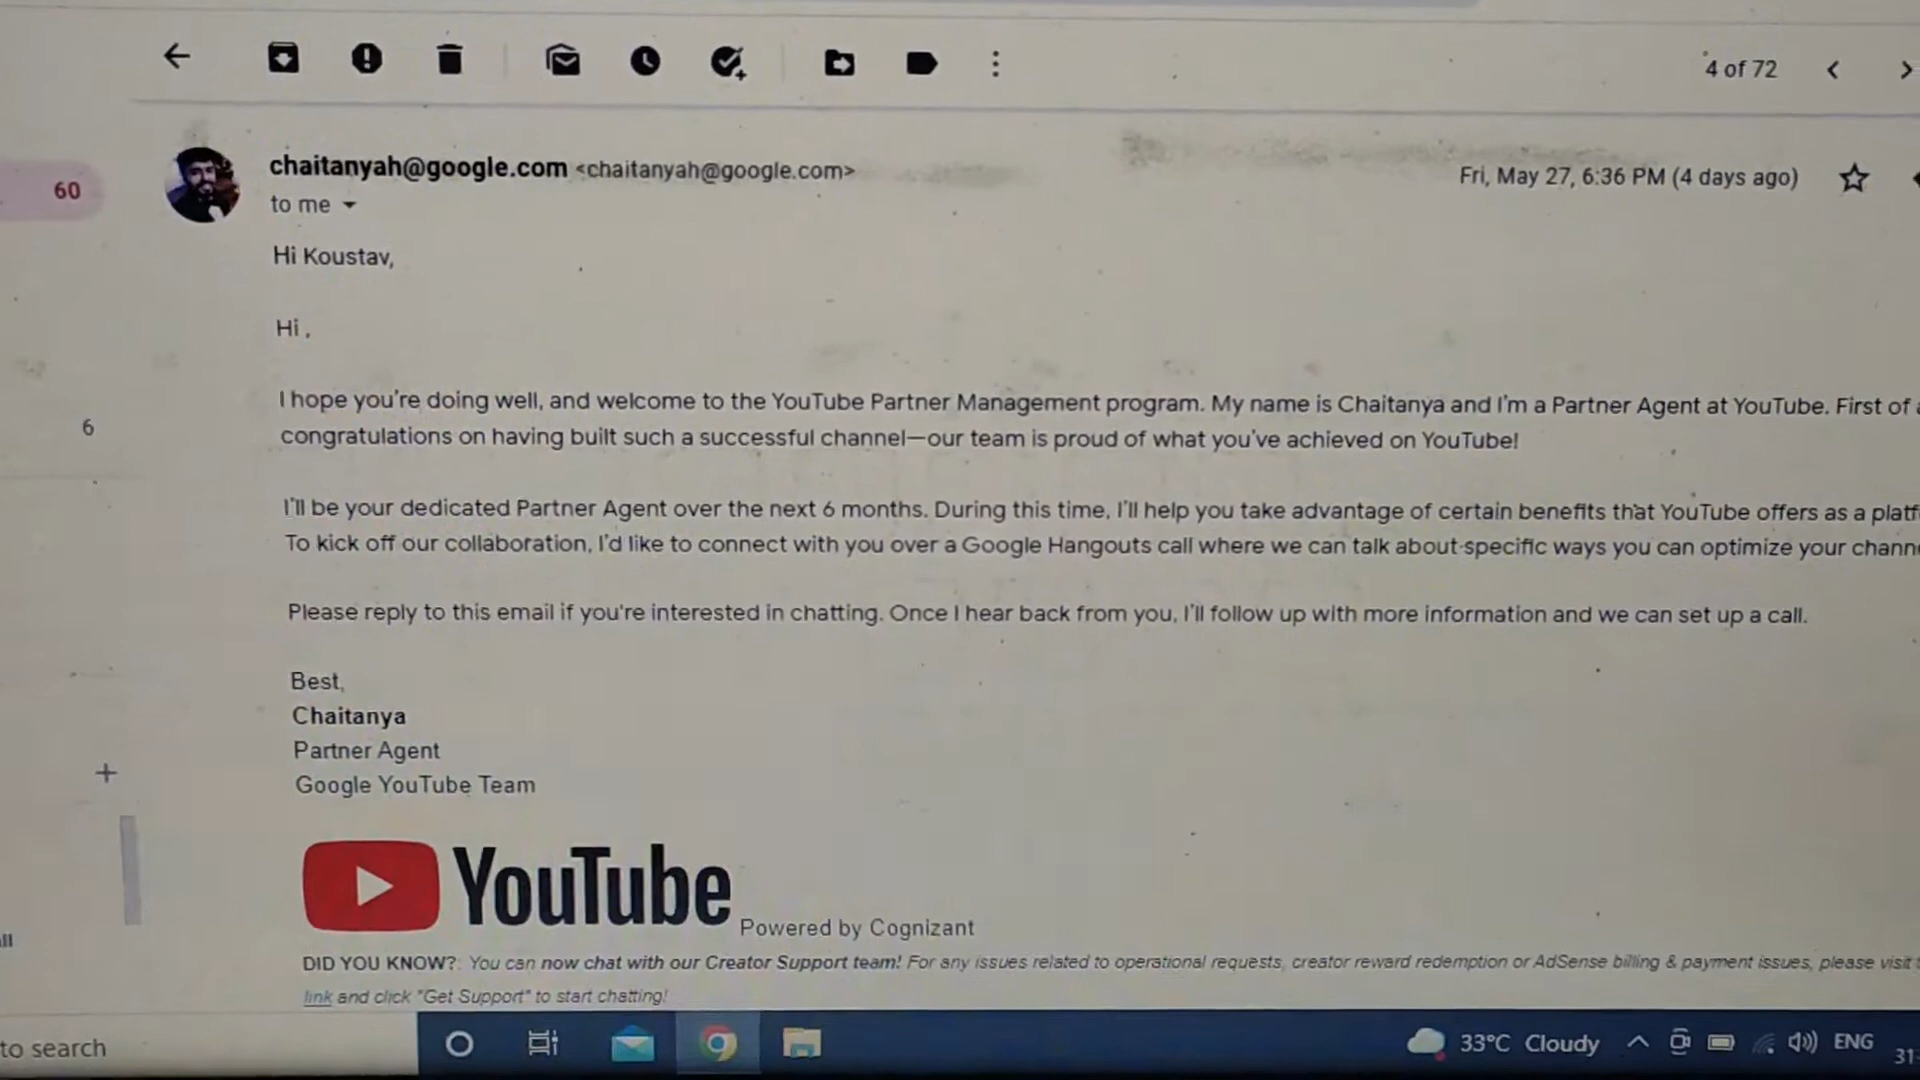 4 of 72
chaitanyah@google.com <chaitanyah@google.com>
Fri, May 27, 6:36 PM (4 days ago)
60
to me
Hi Koustav,
Hi ,
I hope you're doing well, and welcome to the YouTube Partner Management program. My name is Chaitanya and I'm a Partner Agent at YouTube. First of
6
congratulations on having built such a successful channel—our team is proud of what you've achieved on YouTube!
I'll be your dedicated Partner Agent over the next 6 months. During this time, I'll help you take advantage of certain benefits that YouTube offers as a platf
To kick off our collaboration, I'd like to connect with you over a Google Hangouts call where we can talk about specific ways you can optimize your chann
Please reply to this email if you're interested in chatting. Once I hear back from you, I'll follow up with more information and we can set up a call.
Best,
Chaitanya
Partner Agent
Google YouTube Team
YouTube Powered by Cognizant
DID YOU KNOW?: You can now chat with our Creator Support team! For any issues related to operational requests, creator reward redemption or AdSense billing & payment issues, please visit
link and click "Get Support" to start chatting!
to search
33°C Cloudy
ENG
31